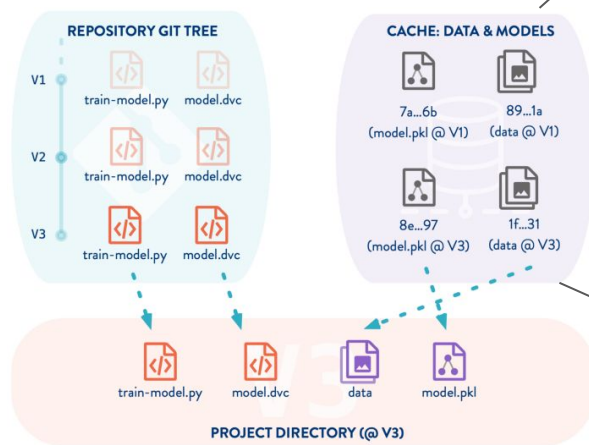 REPOSITORY GIT TREE
V1
train-model.py
model.dvc
V2
train-model.py
model.dvc
V3
train-model.py
model.dvc
CACHE: DATA & MODELS
7a...6b
(model.pkl @ V1)
89...1a
(data @ V1)
8e...97
(model.pkl @ V3)
1f...31
(data @ V3)
V3
train-model.py
model.dvc
data
model.pkl
PROJECT DIRECTORY (@ V3)